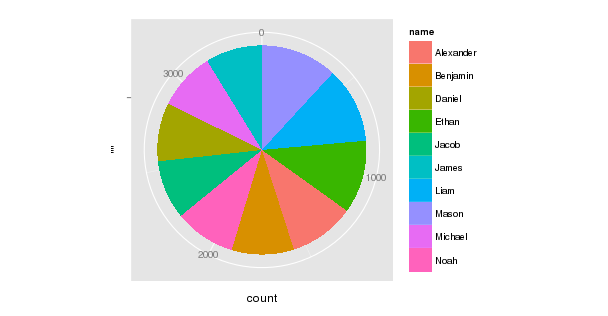 0
1000
2000
3000
count
name
Alexander
Benjamin
Daniel
Ethan
Jacob
James
Liam
Mason
Michael
Noah